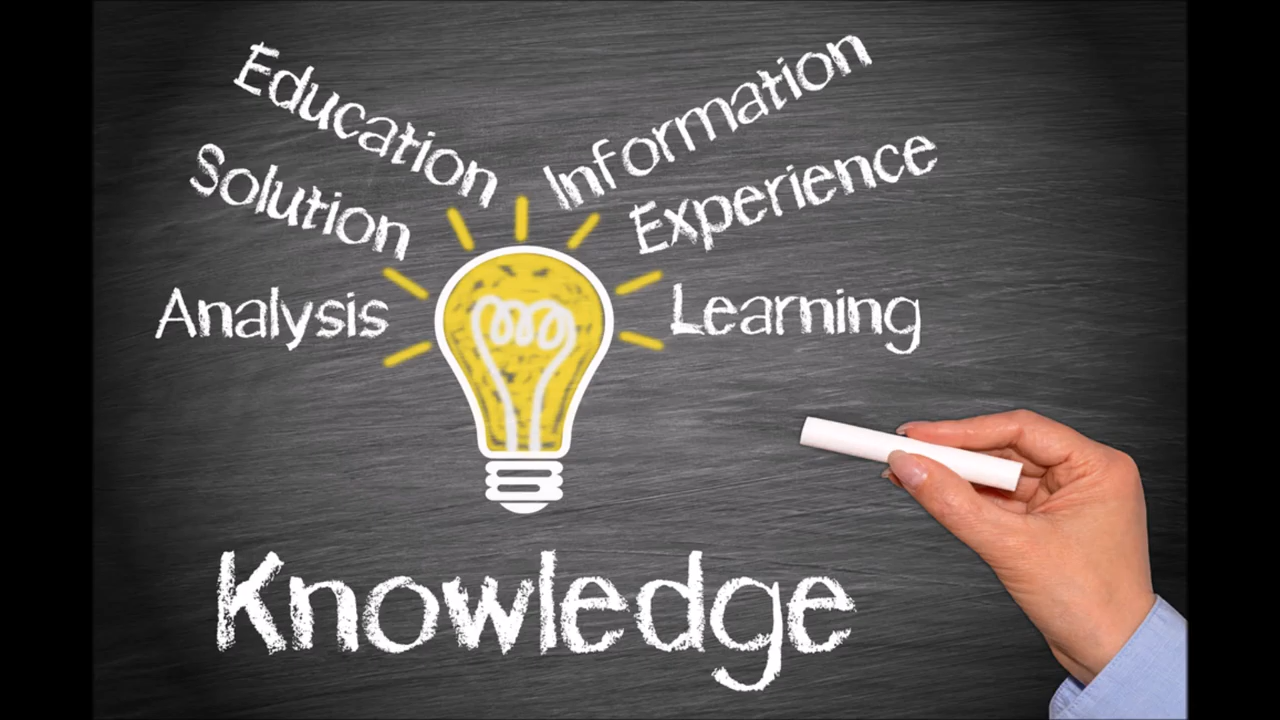 Education
Information
Solution
Experience
Analysis
Learning
Knowledge